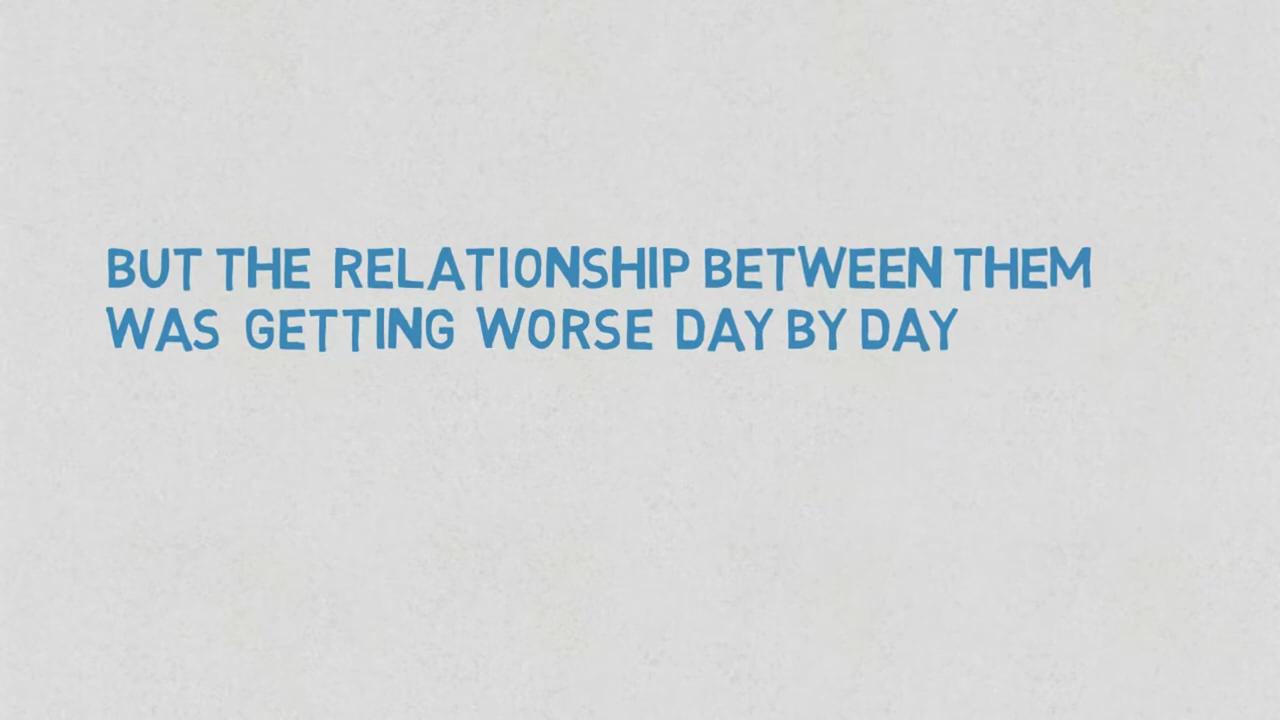 BUT THE RELATIONSHIP BETWEEN THEM
WAS GETTING WORSE DAY BY DAY